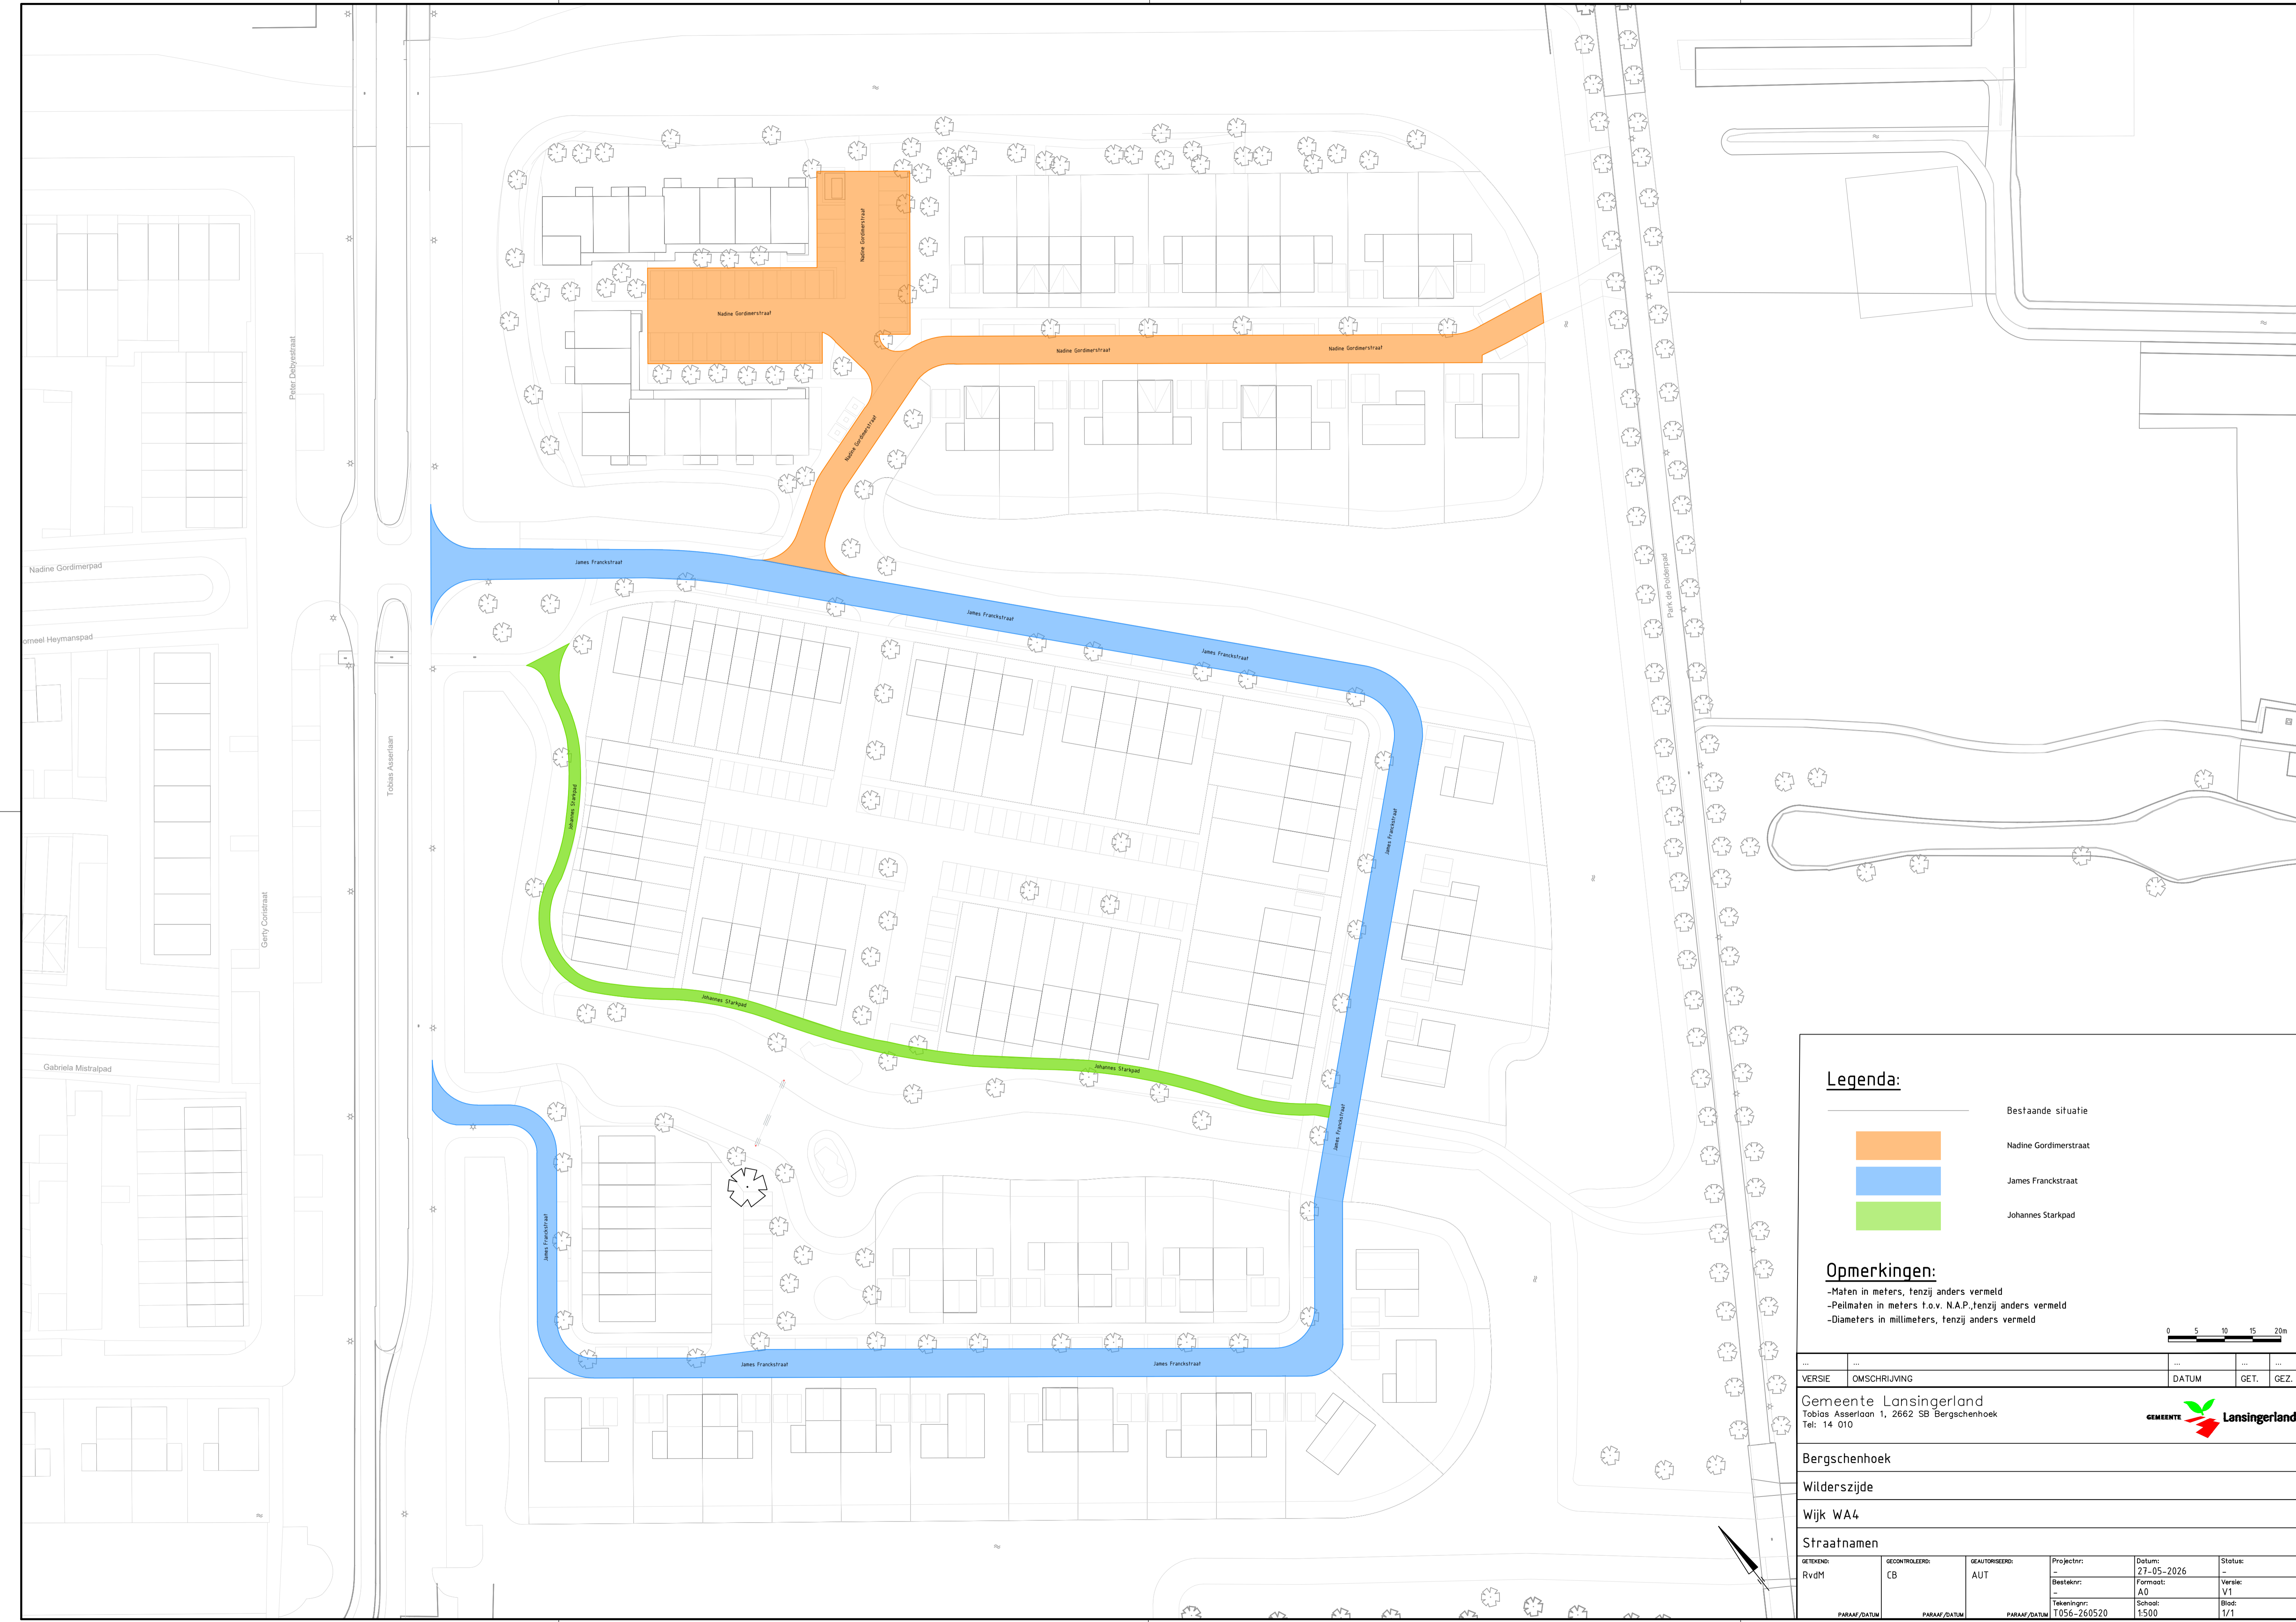 Nadine Gordimerstraat
Nadine Gordimerstraat
Nadine Gordimerstraat
Nadine Gordimerstraat
Nadine Gordimerstraat
Peter Debyestraat
Nadine Gordimerpad
James Franckstraat
James Franckstraat
James Franckstraat
Park de Polderpad
orneel Heymanspad
Tobias Asserlaan
Johannes Starkpad
James Franckstraat
Gerty Coristraat
Johannes Starkpad
Johannes Starkpad
Gabriela Mistralpad
James Franckstraat
James Franckstraat
James Franckstraat
James Franckstraat
Legenda:
Bestaande situatie
Nadine Gordimerstraat
James Franckstraat
Johannes Starkpad
Opmerkingen:
-Maten in meters, tenzij anders vermeld
-Peilmaten in meters t.o.v. N.A.P.,tenzij anders vermeld
-Diameters in millimeters, tenzij anders vermeld
0 5 10 15 20m
... ... ... ... ...
VERSIE OMSCHRIJVING DATUM GET. GEZ.
Gemeente Lansingerland
Tobias Asserlaan 1, 2662 SB Bergschenhoek
Tel: 14 010
GEMEENTE Lansingerland
Bergschenhoek
Wilderszijde
Wijk WA4
Straatnamen
GETEKEND: GECONTROLEERD: GEAUTORISEERD: Projectnr: Datum: Status:
RvdM CB AUT - 27-05-2026 -
Besteknr: Formaat: Versie:
- A0 V1
Tekeningnr: Schaal: Blad:
PARAAF/DATUM PARAAF/DATUM PARAAF/DATUM T056-260520 1:500 1/1